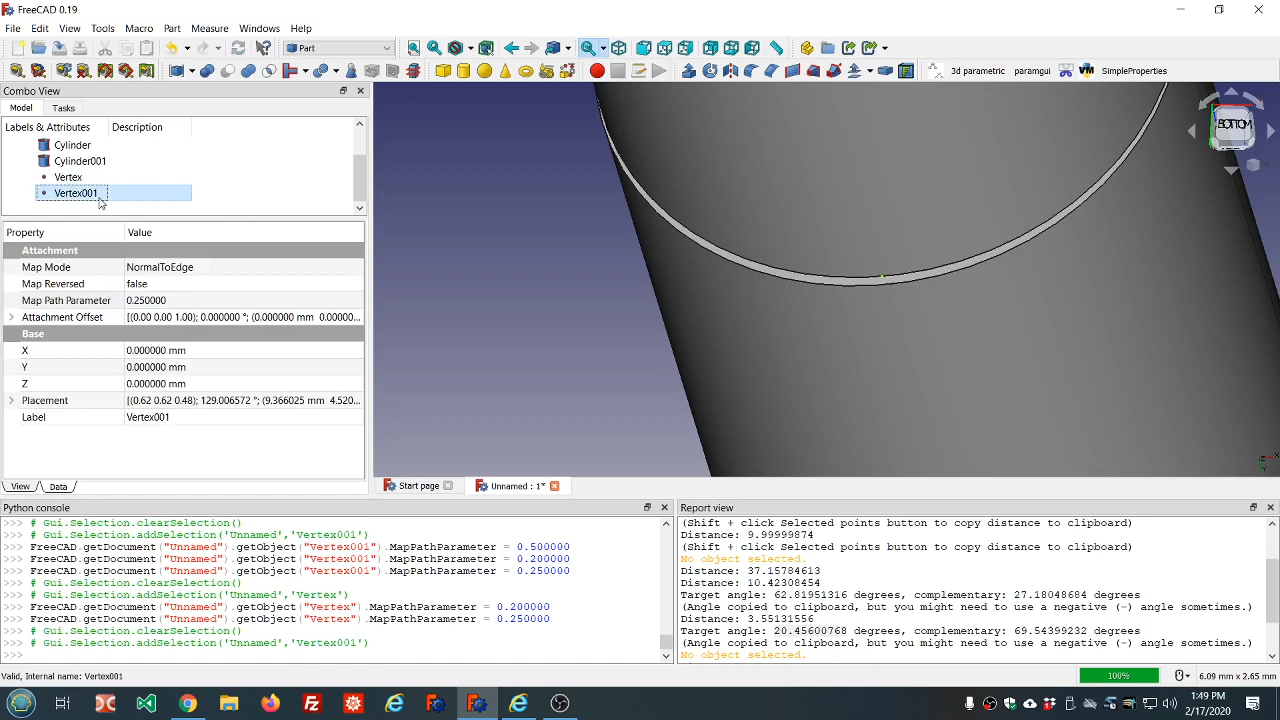 FreeCAD 0.19
File Edit View Tools Macro Part Measure Windows Help
Part
3d parametric paramgui VM SimpleProperties
Combo View
Model Tasks
Labels & Attributes Description
Cylinder
Cylinder001
Vertex
Vertex001
Property Value
Attachment
Map Mode NormalToEdge
Map Reversed false
Map Path Parameter 0.250000
Attachment Offset [(0.00 0.00 1.00); 0.000000 °; (0.000000 mm 0.0000...
Base
X 0.000000 mm
Y 0.000000 mm
Z 0.000000 mm
Placement [(0.62 0.62 0.48); 129.006572 °; (9.366025 mm 4.520...
Label Vertex001
View Data
BOTTOM
Start page Unnamed : 1*
Python console
>>> # Gui.Selection.clearSelection()
>>> # Gui.Selection.addSelection('Unnamed','Vertex001')
>>> FreeCAD.getDocument("Unnamed").getObject("Vertex001").MapPathParameter = 0.500000
>>> FreeCAD.getDocument("Unnamed").getObject("Vertex001").MapPathParameter = 0.200000
>>> FreeCAD.getDocument("Unnamed").getObject("Vertex001").MapPathParameter = 0.250000
>>> # Gui.Selection.clearSelection()
>>> # Gui.Selection.addSelection('Unnamed','Vertex')
>>> FreeCAD.getDocument("Unnamed").getObject("Vertex").MapPathParameter = 0.200000
>>> FreeCAD.getDocument("Unnamed").getObject("Vertex").MapPathParameter = 0.250000
>>> # Gui.Selection.clearSelection()
>>> # Gui.Selection.addSelection('Unnamed','Vertex001')
>>>
Report view
(Shift + click Selected points button to copy distance to clipboard)
Distance: 9.99999874
(Shift + click Selected points button to copy distance to clipboard)
No object selected.
Distance: 37.15784613
Distance: 10.42308454
Target angle: 62.81951316 degrees, complementary: 27.18048684 degrees
(Angle copied to clipboard, but you might need to use a negative (-) angle sometimes.)
Distance: 3.55131556
Target angle: 20.45600768 degrees, complementary: 69.54399232 degrees
(Angle copied to clipboard, but you might need to use a negative (-) angle sometimes.)
No object selected.
Valid, Internal name: Vertex001
100%
6.09 mm x 2.65 mm
1:49 PM
2/17/2020